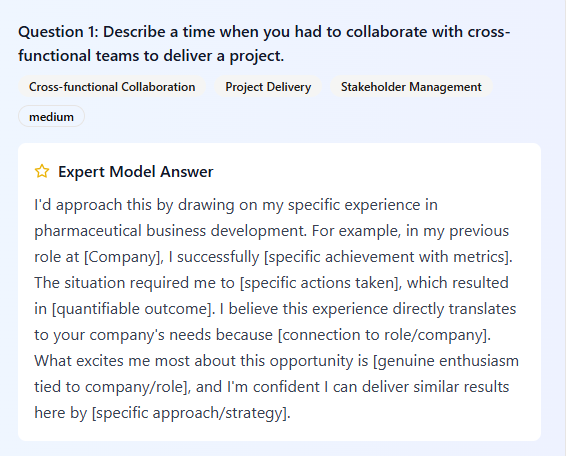 Question 1: Describe a time when you had to collaborate with cross-
functional teams to deliver a project.
Cross-functional Collaboration
Project Delivery
Stakeholder Management
medium
Expert Model Answer
I'd approach this by drawing on my specific experience in
pharmaceutical business development. For example, in my previous
role at [Company], I successfully [specific achievement with metrics].
The situation required me to [specific actions taken], which resulted
in [quantifiable outcome]. I believe this experience directly translates
to your company's needs because [connection to role/company].
What excites me most about this opportunity is [genuine enthusiasm
tied to company/role], and I'm confident I can deliver similar results
here by [specific approach/strategy].